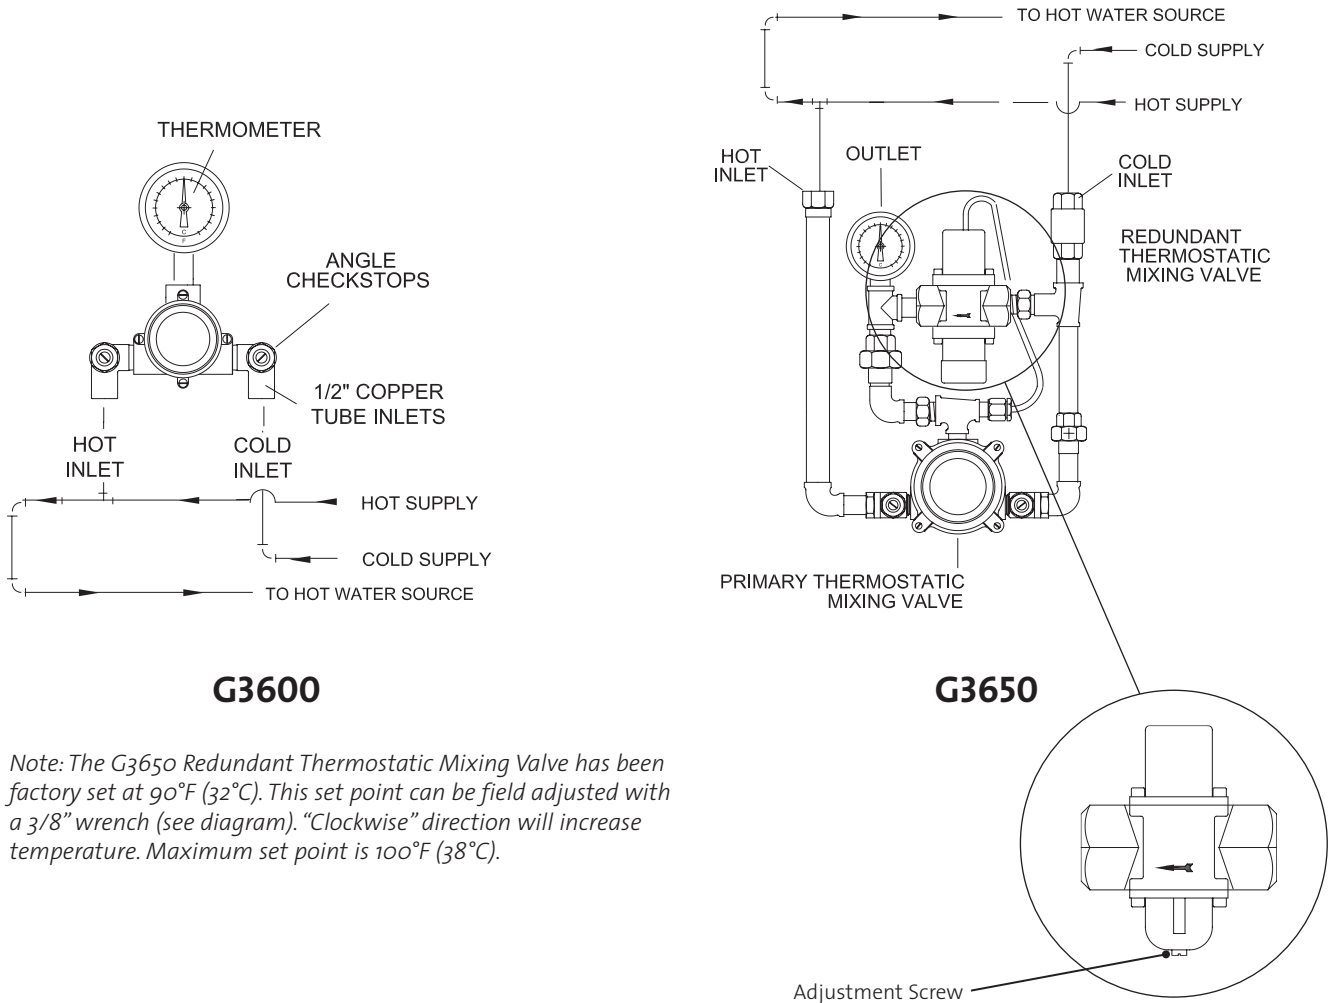 THERMOMETER
ANGLE
CHECKSTOPS
1/2" COPPER
TUBE INLETS
HOT
INLET
COLD
INLET
HOT SUPPLY
COLD SUPPLY
TO HOT WATER SOURCE
C
F
G3600
TO HOT WATER SOURCE
COLD SUPPLY
HOT SUPPLY
HOT
INLET
OUTLET
COLD
INLET
REDUNDANT
THERMOSTATIC
MIXING VALVE
C
PRIMARY THERMOSTATIC
MIXING VALVE
G3650
Note: The G3650 Redundant Thermostatic Mixing Valve has been
factory set at 90°F (32°C). This set point can be field adjusted with
a 3/8” wrench (see diagram). “Clockwise” direction will increase
temperature. Maximum set point is 100°F (38°C).
Adjustment Screw